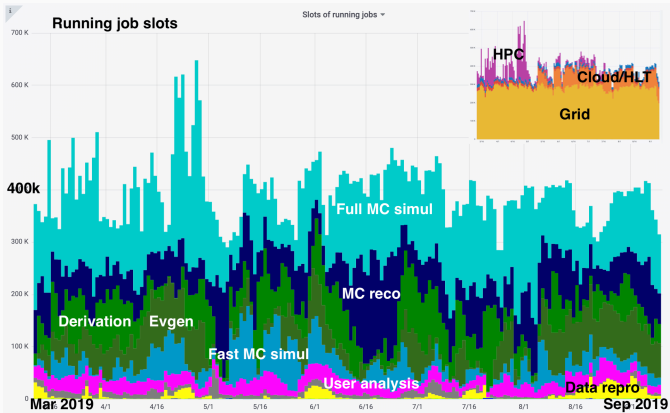 i
Running job slots
Slots of running jobs
700 K
600 K
500 K
400k
300 K
200 K
100 K
0
HPC
Cloud/HLT
Grid
Full MC simul
MC reco
Derivation
Evgen
Fast MC simul
User analysis
Data repro
Mar 2019
4/1
4/16
5/1
5/16
6/1
6/16
7/1
7/16
8/1
8/16
Sep 2019